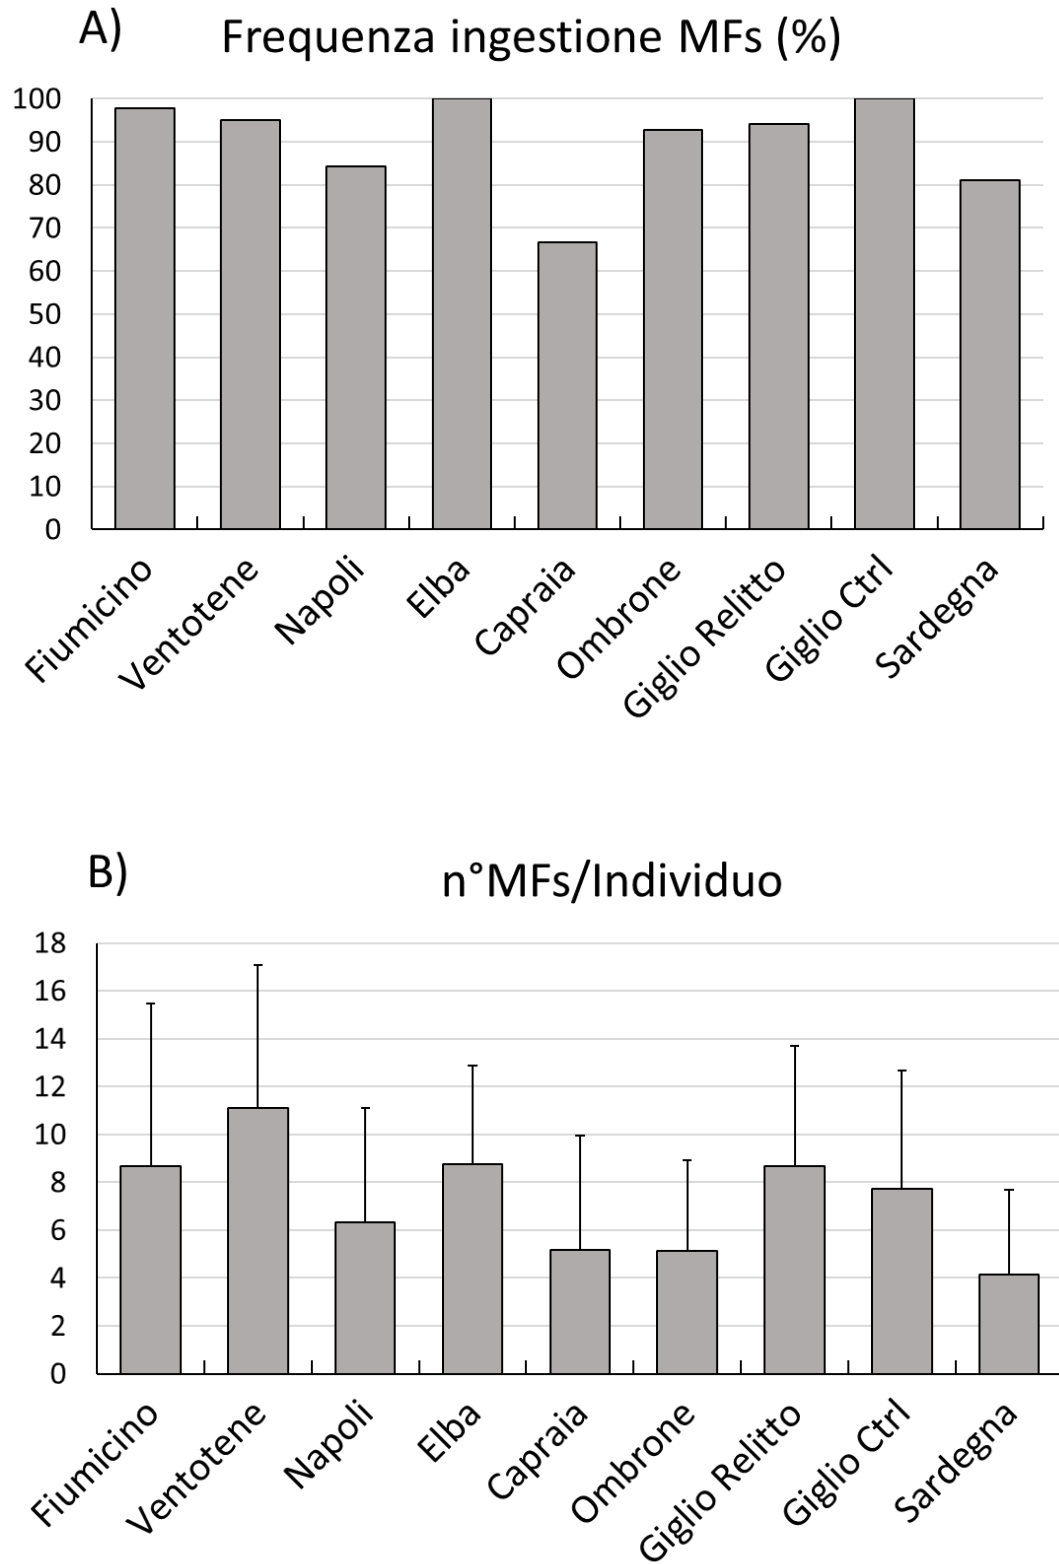 A)
Frequenza ingestione MFs (%)
100
90
80
70
60
50
40
30
20
10
0
Fiumicino
Ventotene
Napoli
Elba
Capraia
Ombrone
Giglio Relitto
Giglio Ctrl
Sardegna
B)
n°MFs/Individuo
18
16
14
12
10
8
6
4
2
0
Fiumicino
Ventotene
Napoli
Elba
Capraia
Ombrone
Giglio Relitto
Giglio Ctrl
Sardegna